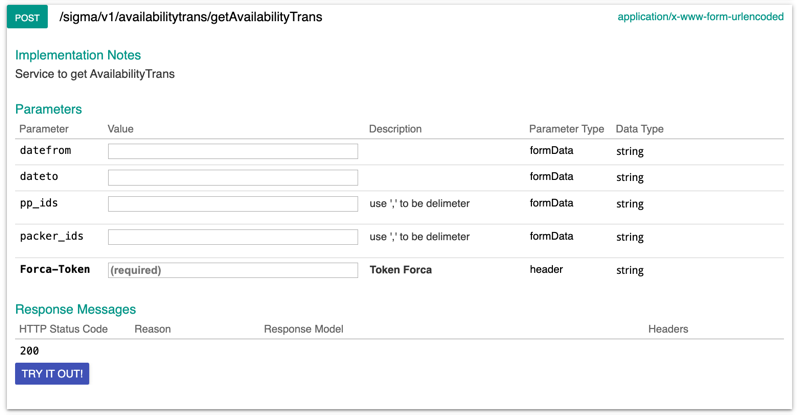 POST /sigma/v1/availabilitytrans/getAvailabilityTrans application/x-www-form-urlencoded
Implementation Notes
Service to get AvailabilityTrans
Parameters
Parameter Value Description Parameter Type Data Type
datefrom formData string
dateto formData string
pp_ids use ',' to be delimeter formData string
packer_ids use ',' to be delimeter formData string
Forca-Token (required) Token Forca header string
Response Messages
HTTP Status Code Reason Response Model Headers
200
TRY IT OUT!